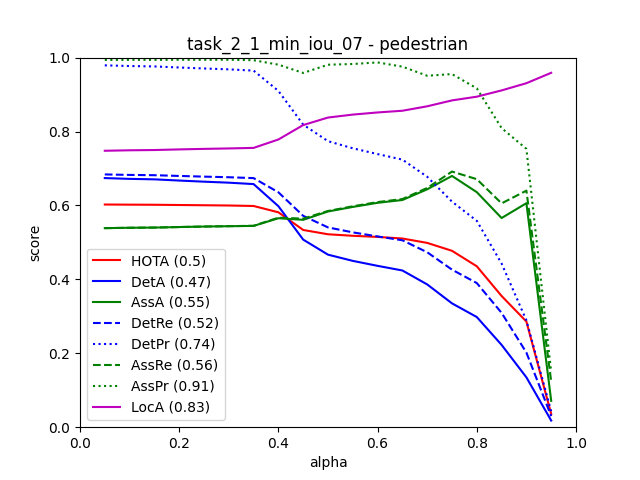 task_2_1_min_iou_07 - pedestrian
1.0
0.8
0.6
0.4
0.2
0.0
score
HOTA (0.5)
DetA (0.47)
AssA (0.55)
DetRe (0.52)
DetPr (0.74)
AssRe (0.56)
AssPr (0.91)
LocA (0.83)
0.0 0.2 0.4 0.6 0.8 1.0
alpha